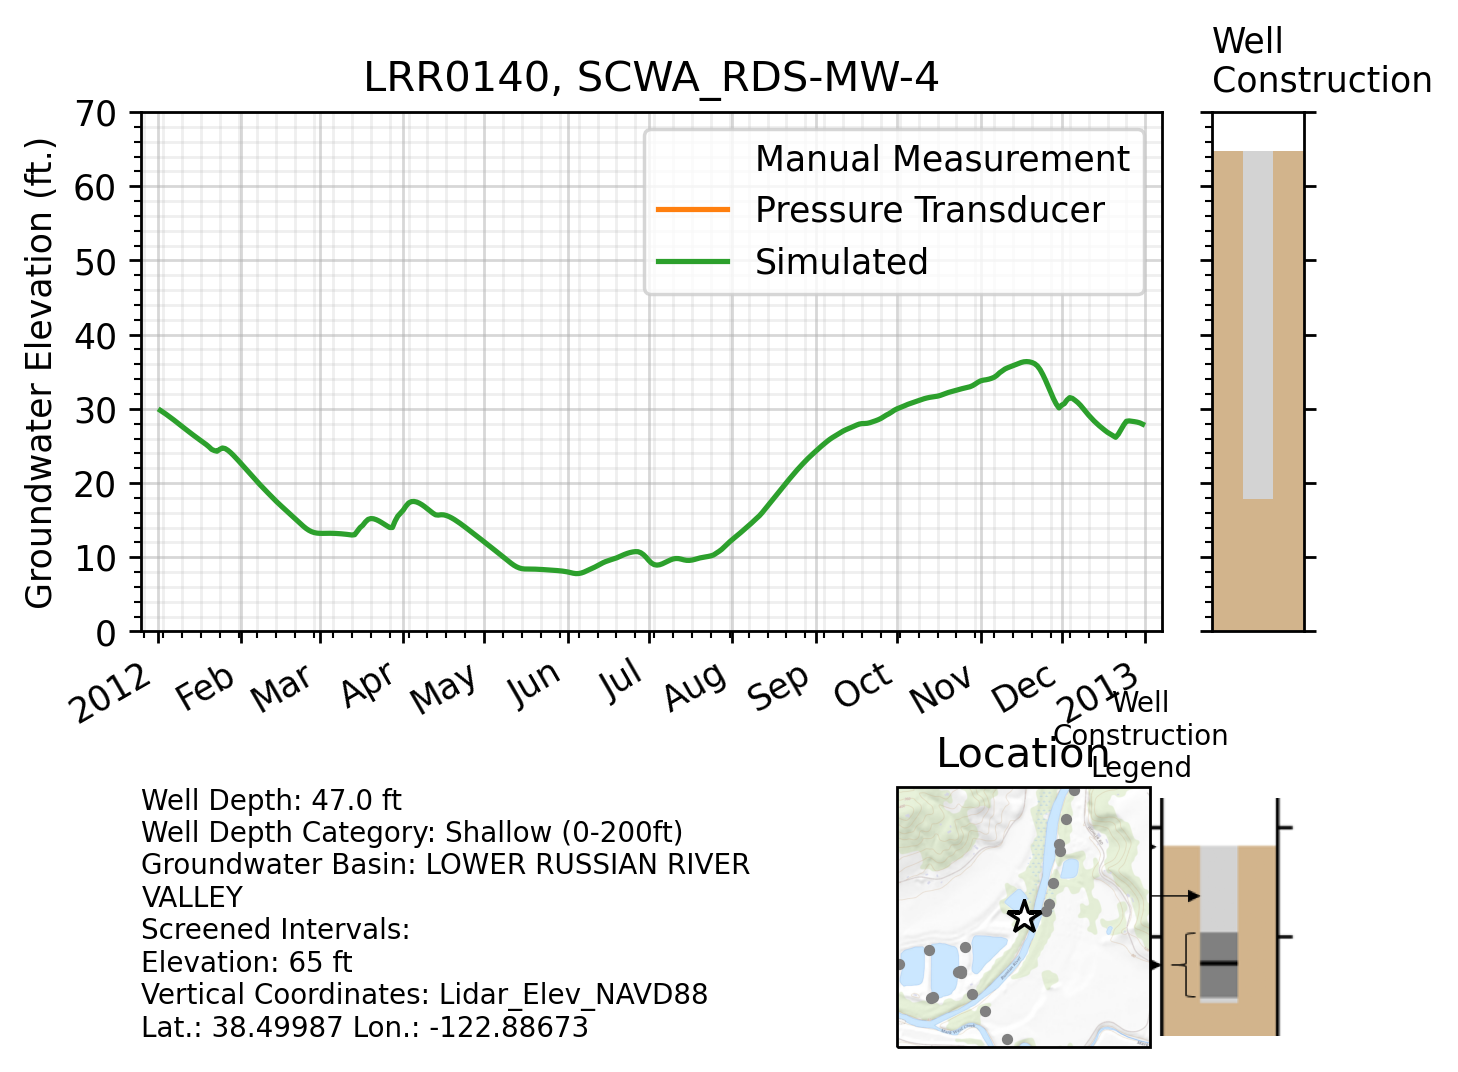 Well
Construction
LRR0140, SCWA_RDS-MW-4
Groundwater Elevation (ft.)
70
60
50
40
30
20
10
0
Manual Measurement
Pressure Transducer
Simulated
2012
Feb
Mar
Apr
May
Jun
Jul
Aug
Sep
Oct
Nov
Dec
2013
Well
Construction
Legend
Location
Well Depth: 47.0 ft
Well Depth Category: Shallow (0-200ft)
Groundwater Basin: LOWER RUSSIAN RIVER
VALLEY
Screened Intervals:
Elevation: 65 ft
Vertical Coordinates: Lidar_Elev_NAVD88
Lat.: 38.49987 Lon.: -122.88673